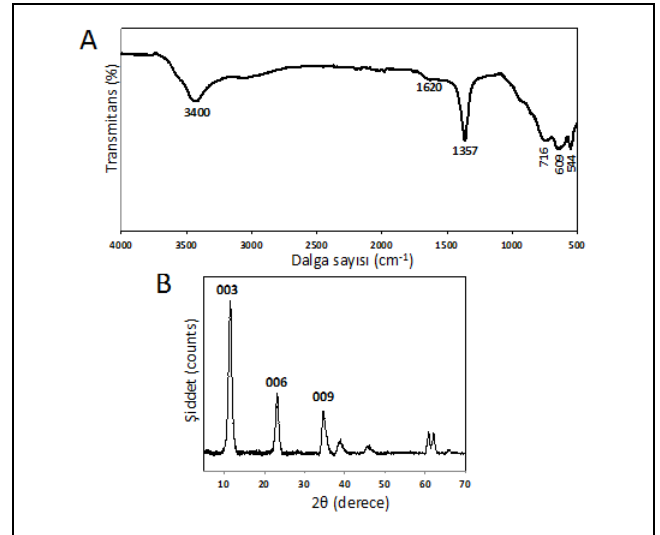 A
Transmitans (%)
3400
1620
1357
716
609
544
4000 3500 3000 2500 2000 1500 1000 500
Dalga sayısı (cm-1)
B
Şiddet (counts)
003
006
009
10 20 30 40 50 60 70
2θ (derece)